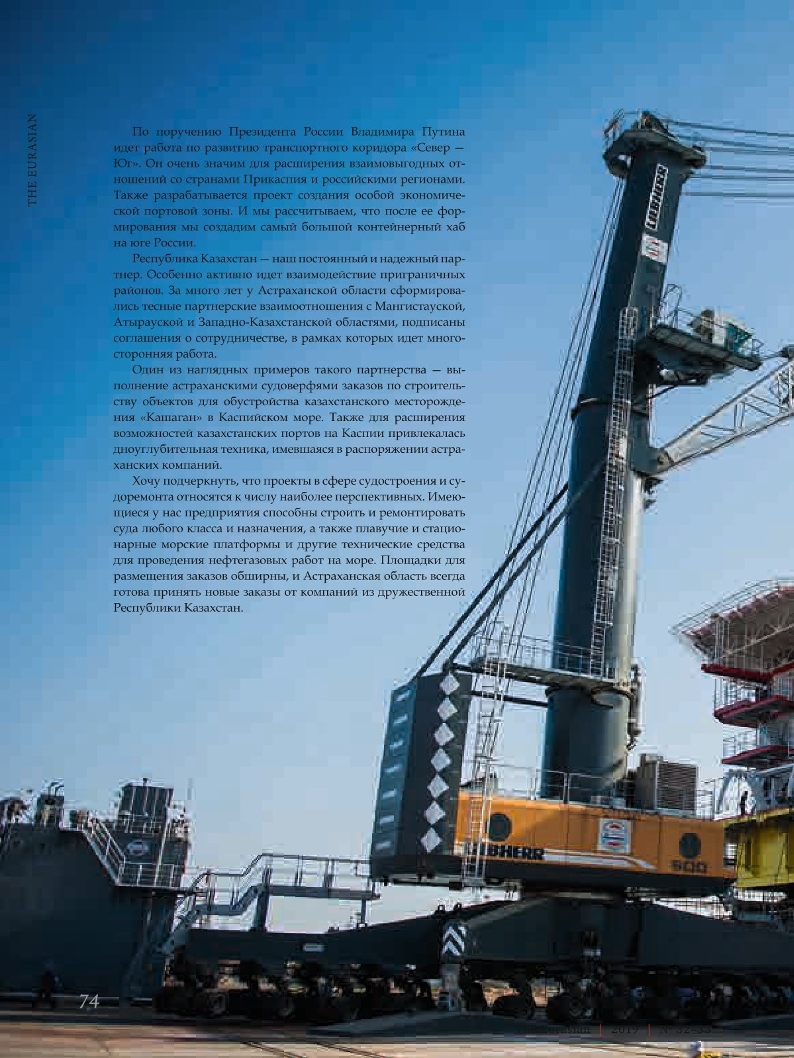 THE EURASIAN
По поручению Президента России Владимира Путина
идет работа по развитию транспортного коридора «Север —
Юг». Он очень значим для расширения взаимовыгодных от-
ношений со странами Прикаспия и российскими регионами.
Также разрабатывается проект создания особой экономиче-
ской портовой зоны. И мы рассчитываем, что после ее фор-
мирования мы создадим самый большой контейнерный хаб
на юге России.
Республика Казахстан — наш постоянный и надежный пар-
тнер. Особенно активно идет взаимодействие приграничных
районов. За много лет у Астраханской области сформирова-
лись тесные партнерские взаимоотношения с Мангистауской,
Атырауской и Западно-Казахстанской областями, подписаны
соглашения о сотрудничестве, в рамках которых идет много-
сторонняя работа.
Один из наглядных примеров такого партнерства — вы-
полнение астраханскими судоверфями заказов по строитель-
ству объектов для обустройства казахстанского месторожде-
ния «Кашаган» в Каспийском море. Также для расширения
возможностей казахстанских портов на Каспии привлекалась
дноуглубительная техника, имевшаяся в распоряжении астра-
ханских компаний.
Хочу подчеркнуть, что проекты в сфере судостроения и су-
доремонта относятся к числу наиболее перспективных. Имею-
щиеся у нас предприятия способны строить и ремонтировать
суда любого класса и назначения, а также плавучие и стацио-
нарные морские платформы и другие технические средства
для проведения нефтегазовых работ на море. Площадки для
размещения заказов обширны, и Астраханская область всегда
готова принять новые заказы от компаний из дружественной
Республики Казахстан.
LIEBHERR
LIEBHERR
500
74
2019